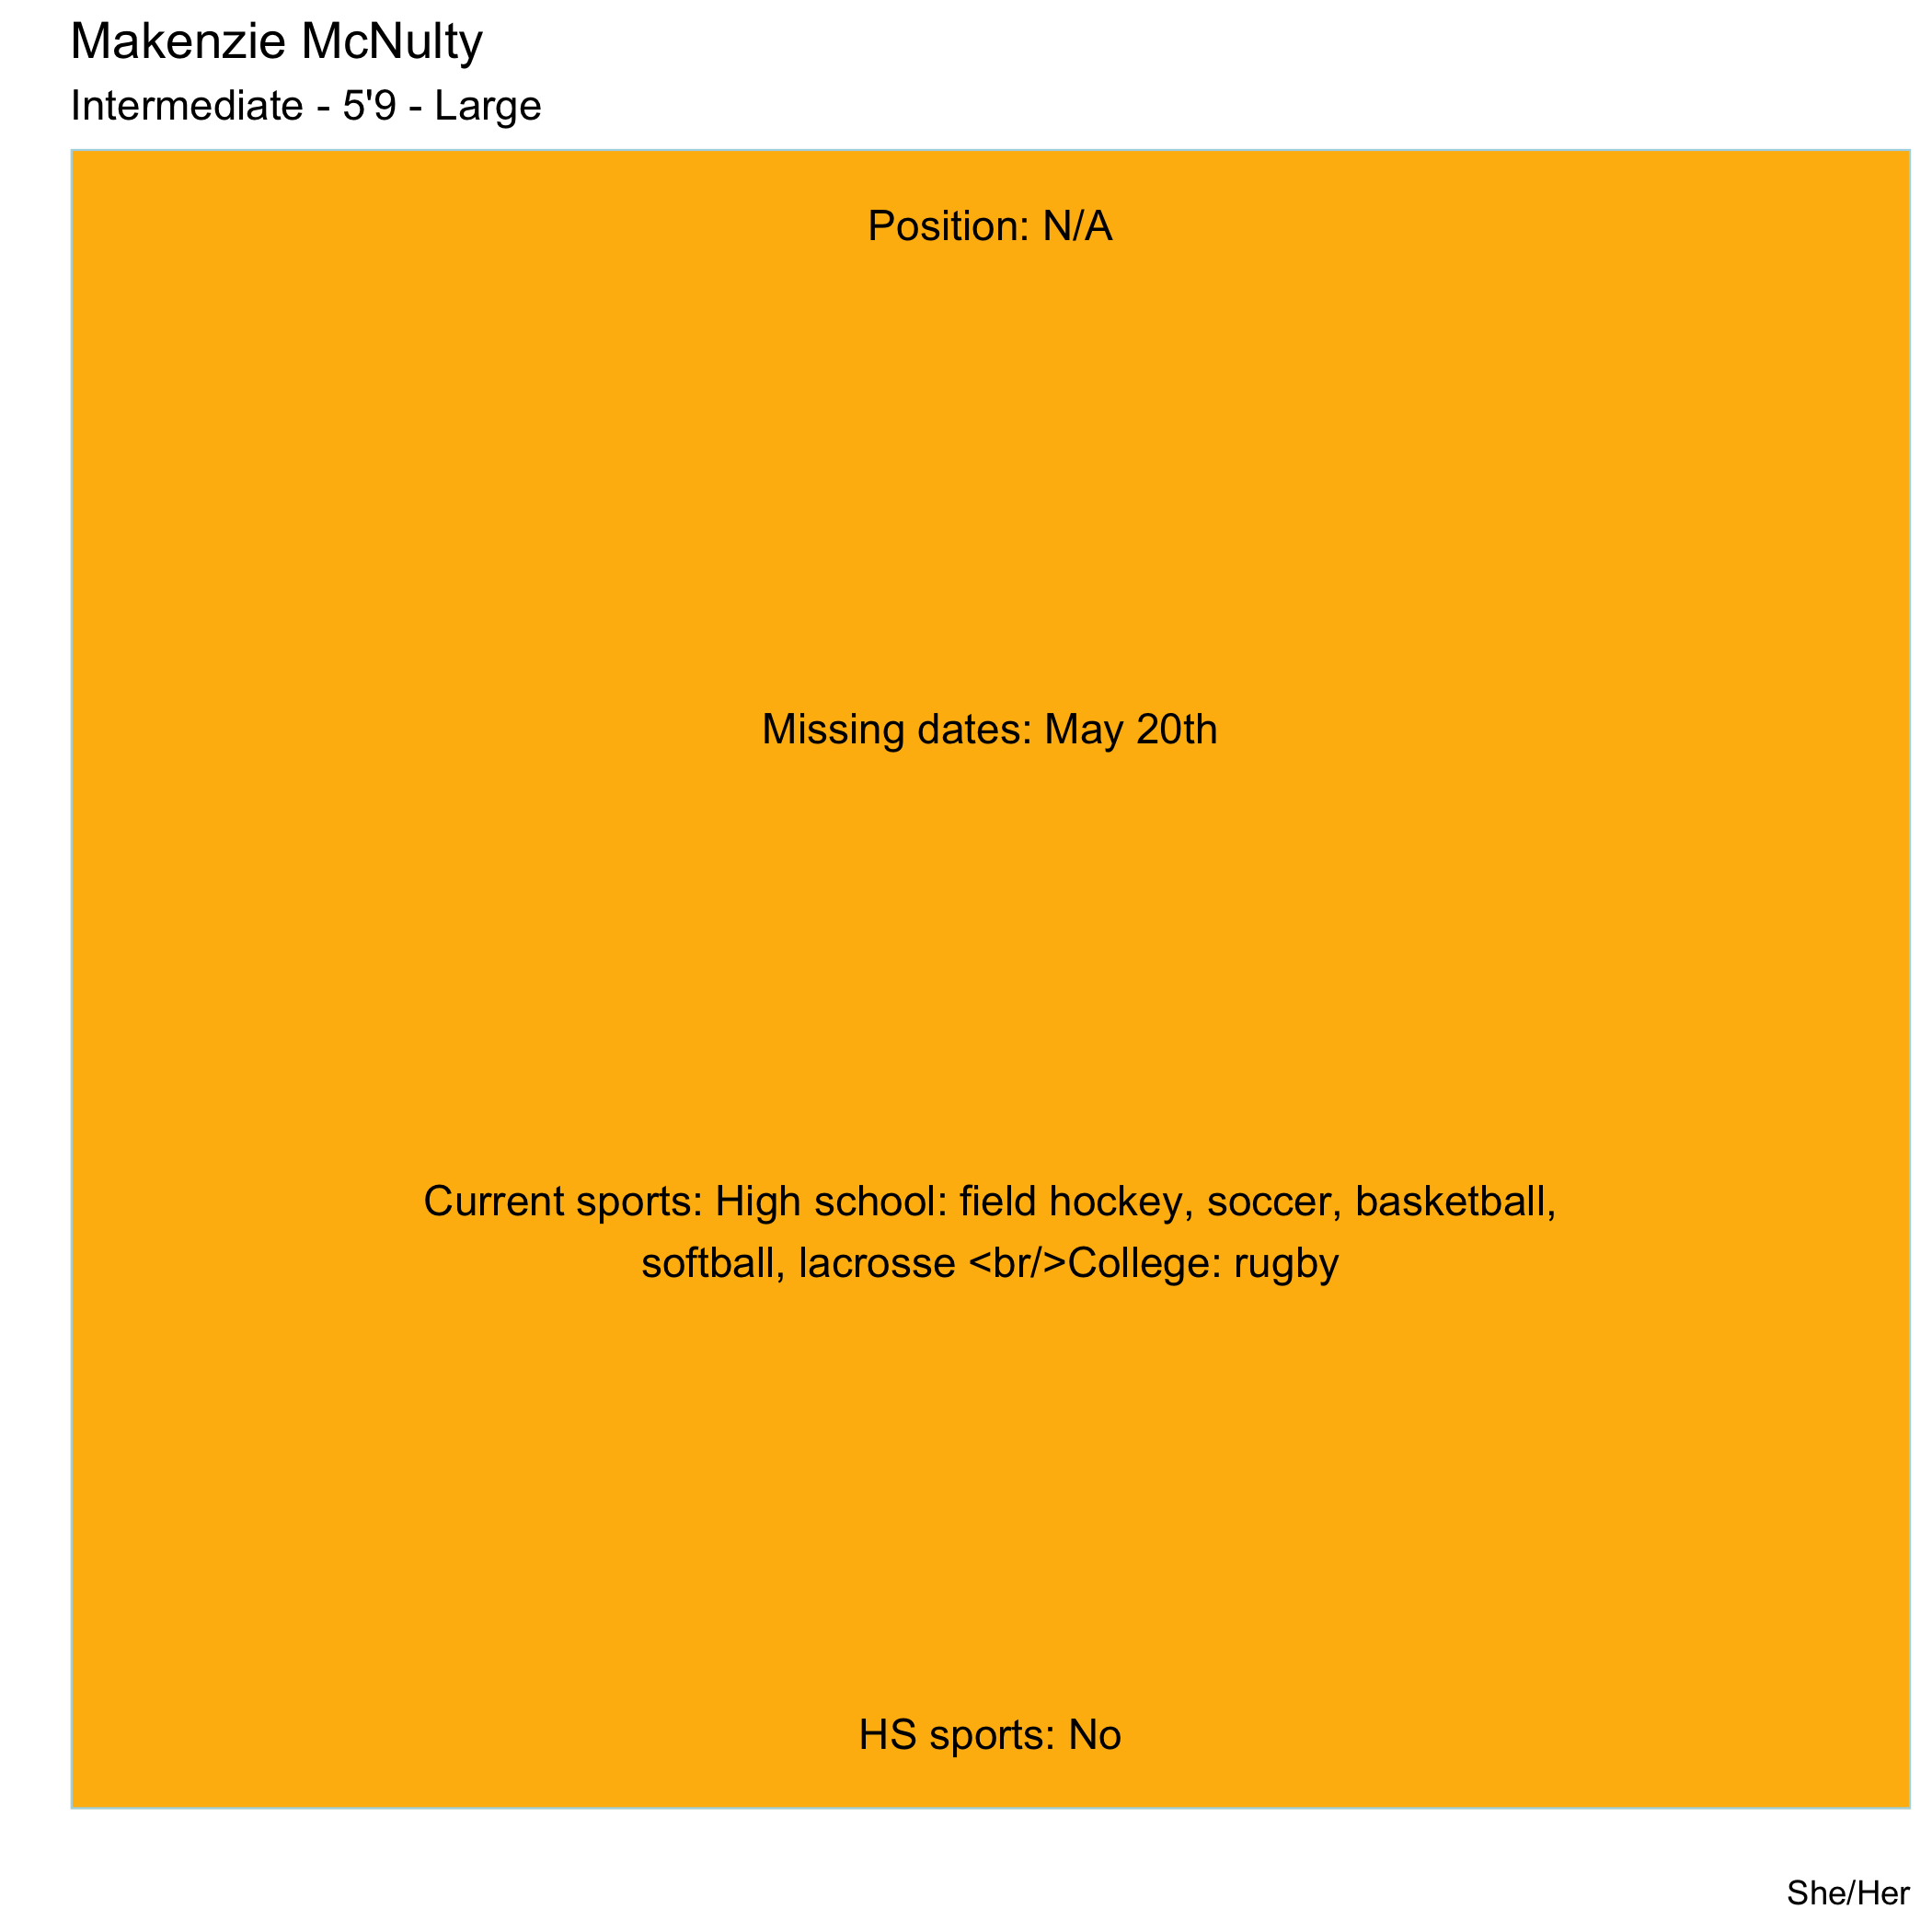 Makenzie McNulty
Intermediate - 5'9 - Large
Position: N/A
Missing dates: May 20th
Current sports: High school: field hockey, soccer, basketball,
softball, lacrosse <br/>College: rugby
HS sports: No
She/Her